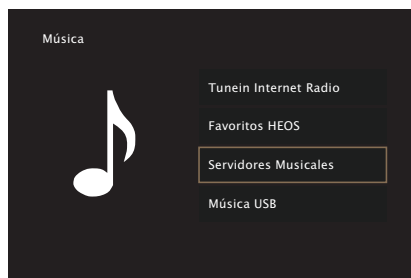 Música
Tunein Internet Radio
Favoritos HEOS
Servidores Musicales
Música USB